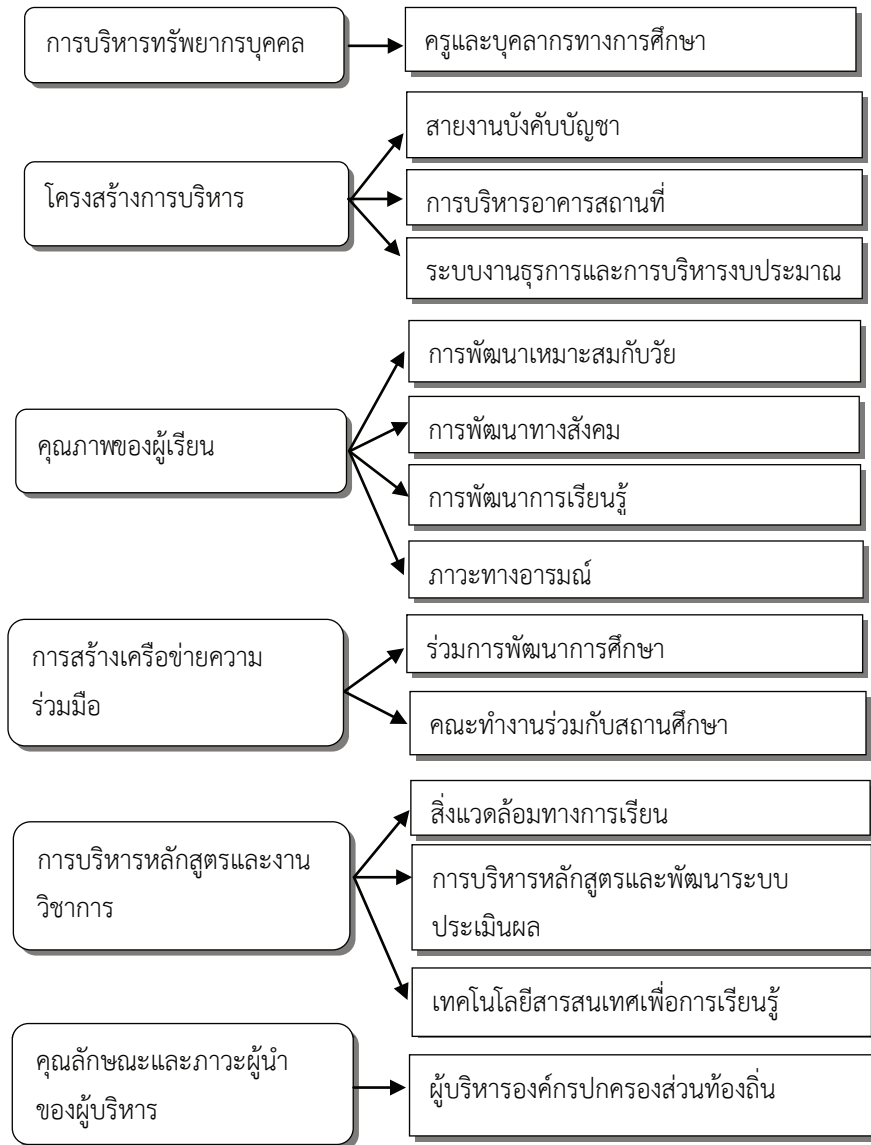 การบริหารทรัพยากรบุคคล
ครูและบุคลากรทางการศึกษา
โครงสร้างการบริหาร
สายงานบังคับบัญชา
การบริหารอาคารสถานที่
ระบบงานธุรการและการบริหารงบประมาณ
คุณภาพของผู้เรียน
การพัฒนาเหมาะสมกับวัย
การพัฒนาทางสังคม
การพัฒนาการเรียนรู้
ภาวะทางอารมณ์
การสร้างเครือข่ายความ
ร่วมมือ
ร่วมการพัฒนาการศึกษา
คณะทำงานร่วมกับสถานศึกษา
การบริหารหลักสูตรและงาน
วิชาการ
สิ่งแวดล้อมทางการเรียน
การบริหารหลักสูตรและพัฒนาระบบ
ประเมินผล
เทคโนโลยีสารสนเทศเพื่อการเรียนรู้
คุณลักษณะและภาวะผู้นำ
ของผู้บริหาร
ผู้บริหารองค์กรปกครองส่วนท้องถิ่น